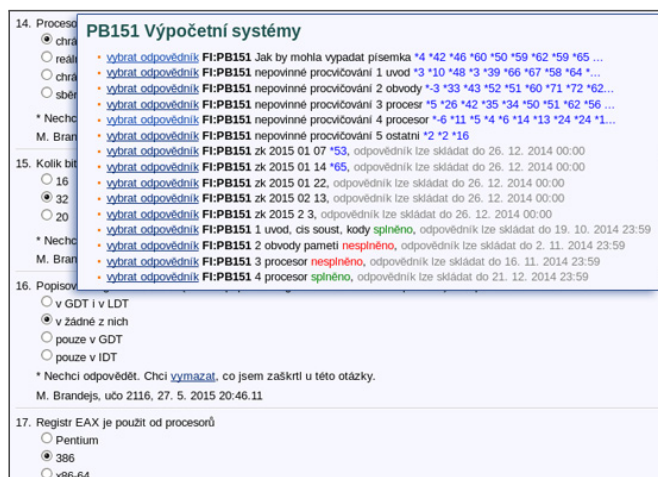 14. Proceso
chrá
reáln
chrá
sběr
* Nechc
M. Brande
15. Kolik bit
16
32
20
* Nechc
M. Bran
PB151 Výpočetní systémy
vybrat odpovědník FI:PB151 Jak by mohla vypadat písemka *4 *42 *46 *60 *50 *59 *62 *59 *65 ...
vybrat odpovědník FI:PB151 nepovinné procvičování 1 uvod *3 *10 *48 *3 *39 *66 *67 *58 *64 *...
vybrat odpovědník FI:PB151 nepovinné procvičování 2 obvody *-3 *33 *43 *52 *51 *60 *71 *72 *62...
vybrat odpovědník FI:PB151 nepovinné procvičování 3 procesr *5 *26 *42 *35 *34 *50 *51 *62 *56 ...
vybrat odpovědník FI:PB151 nepovinné procvičování 4 procesor *-6 *11 *5 *4 *6 *14 *13 *24 *24 *1...
vybrat odpovědník FI:PB151 nepovinné procvičování 5 ostatni *2 *2 *16
vybrat odpovědník FI:PB151 zk 2015 01 07 *53, odpovědník lze skládat do 26. 12. 2014 00:00
vybrat odpovědník FI:PB151 zk 2015 01 14 *65, odpovědník lze skládat do 26. 12. 2014 00:00
vybrat odpovědník FI:PB151 zk 2015 01 22, odpovědník lze skládat do 26. 12. 2014 00:00
vybrat odpovědník FI:PB151 zk 2015 02 13, odpovědník lze skládat do 26. 12. 2014 00:00
vybrat odpovědník FI:PB151 zk 2015 2 3, odpovědník lze skládat do 26. 12. 2014 00:00
vybrat odpovědník FI:PB151 1 uvod, cis soust, kody splněno, odpovědník lze skládat do 19. 10. 2014 23:59
vybrat odpovědník FI:PB151 2 obvody pameti nesplněno, odpovědník lze skládat do 2. 11. 2014 23:59
vybrat odpovědník FI:PB151 3 procesor nesplněno, odpovědník lze skládat do 16. 11. 2014 23:59
vybrat odpovědník FI:PB151 4 procesor splněno, odpovědník lze skládat do 21. 12. 2014 23:59
16. Popisov
v GDT i v LDT
v žádné z nich
pouze v GDT
pouze v IDT
* Nechci odpovědět. Chci vymazat, co jsem zaškrtl u této otázky.
M. Brandejs, učo 2116, 27. 5. 2015 20:46.11
17. Registr EAX je použit od procesorů
Pentium
386
x86-64